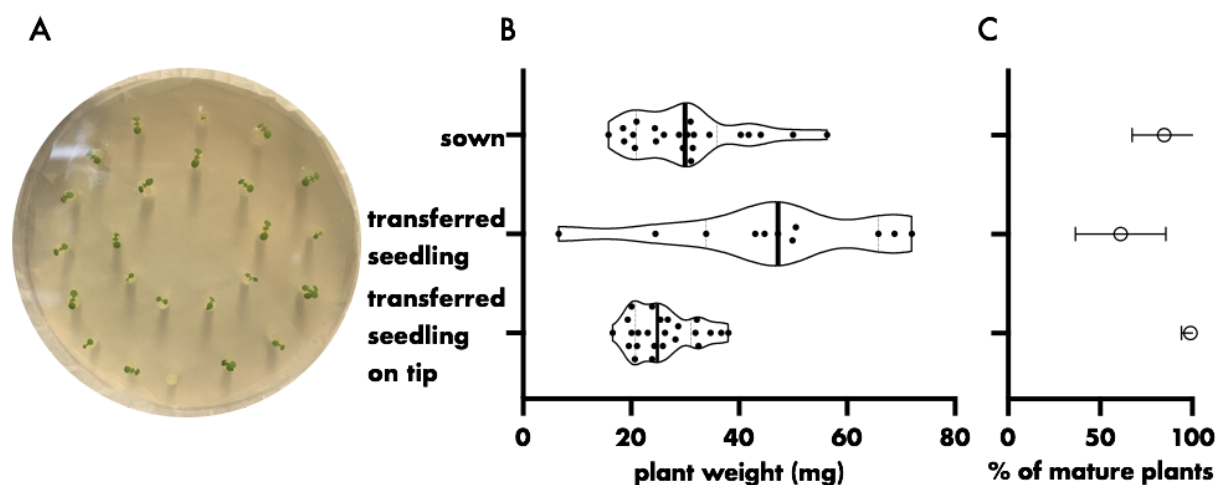 A
B
C
sown
transferred
seedling
transferred
seedling
on tip
0 20 40 60 80
plant weight (mg)
0 50 100
% of mature plants